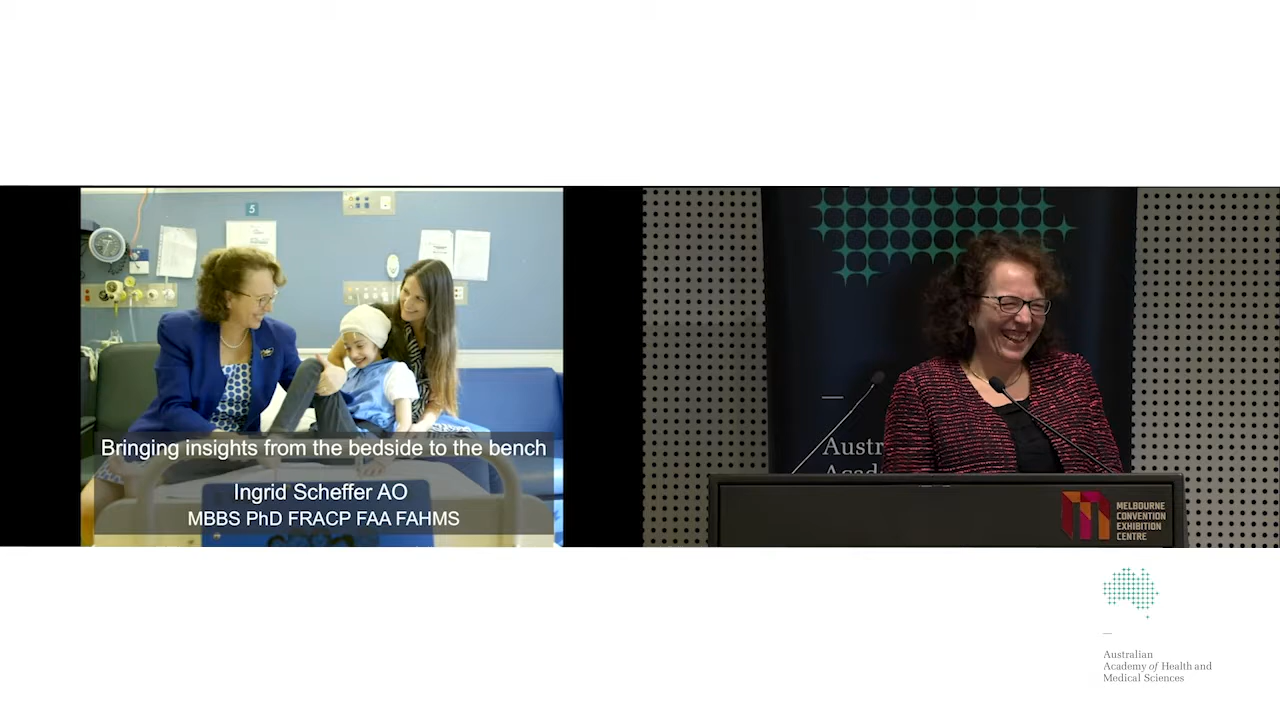 5
Bringing insights from the bedside to the bench
Ingrid Scheffer AO
MBBS PhD FRACP FAA FAHMS
MELBOURNE
CONVENTION
EXHIBITION
CENTRE
Australian
Academy of Health and
Medical Sciences